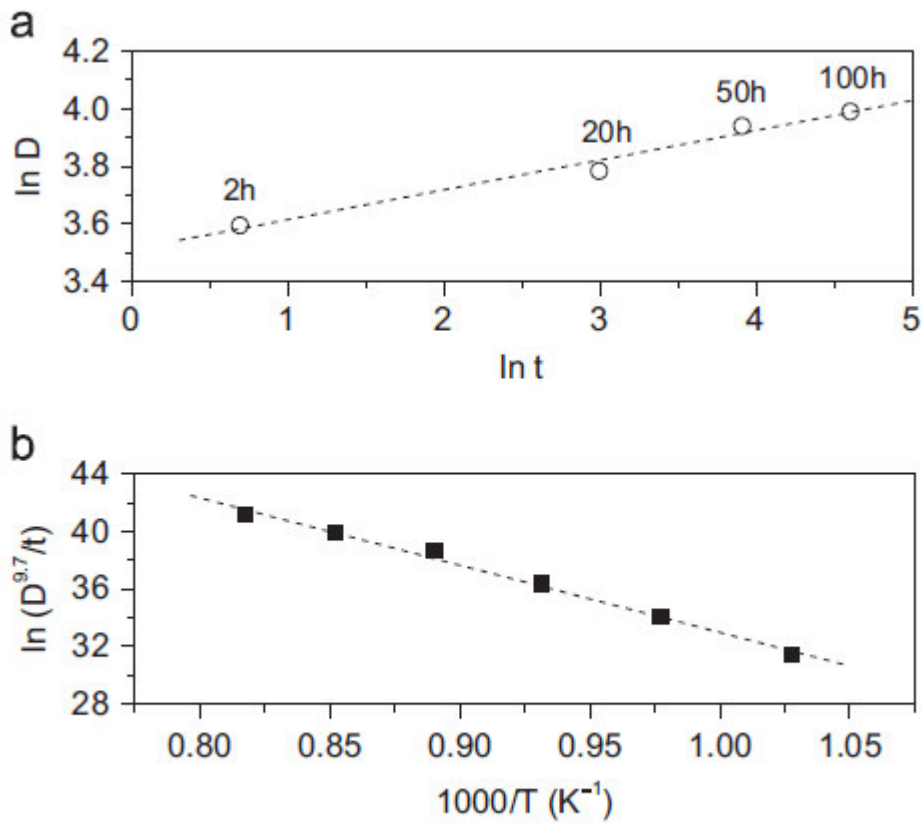 a
4.2
4.0
3.8
3.6
3.4
ln D
2h
20h
50h
100h
0 1 2 3 4 5
ln t
b
44
40
36
32
28
ln (D^9.7/t)
0.80 0.85 0.90 0.95 1.00 1.05
1000/T (K⁻¹)